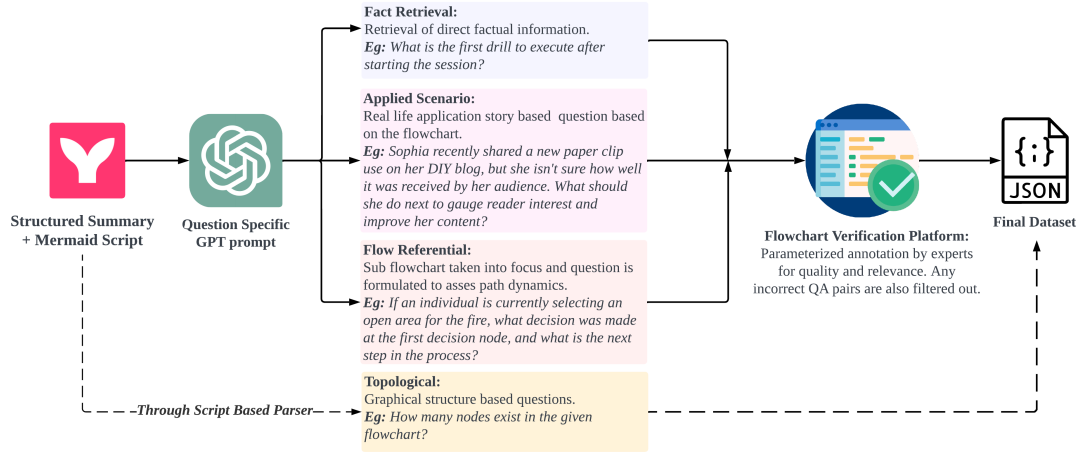 Structured Summary
+ Mermaid Script
Question Specific
GPT prompt
Fact Retrieval:
Retrieval of direct factual information.
Eg: What is the first drill to execute after
starting the session?
Applied Scenario:
Real life application story based question based
on the flowchart.
Eg: Sophia recently shared a new paper clip
use on her DIY blog, but she isn't sure how well
it was received by her audience. What should
she do next to gauge reader interest and
improve her content?
Flow Referential:
Sub flowchart taken into focus and question is
formulated to asses path dynamics.
Eg: If an individual is currently selecting an
open area for the fire, what decision was made
at the first decision node, and what is the next
step in the process?
Through Script Based Parser
Topological:
Graphical structure based questions.
Eg: How many nodes exist in the given
flowchart?
Flowchart Verification Platform:
Parameterized annotation by experts
for quality and relevance. Any
incorrect QA pairs are also filtered out.
{;}
JSON
Final Dataset